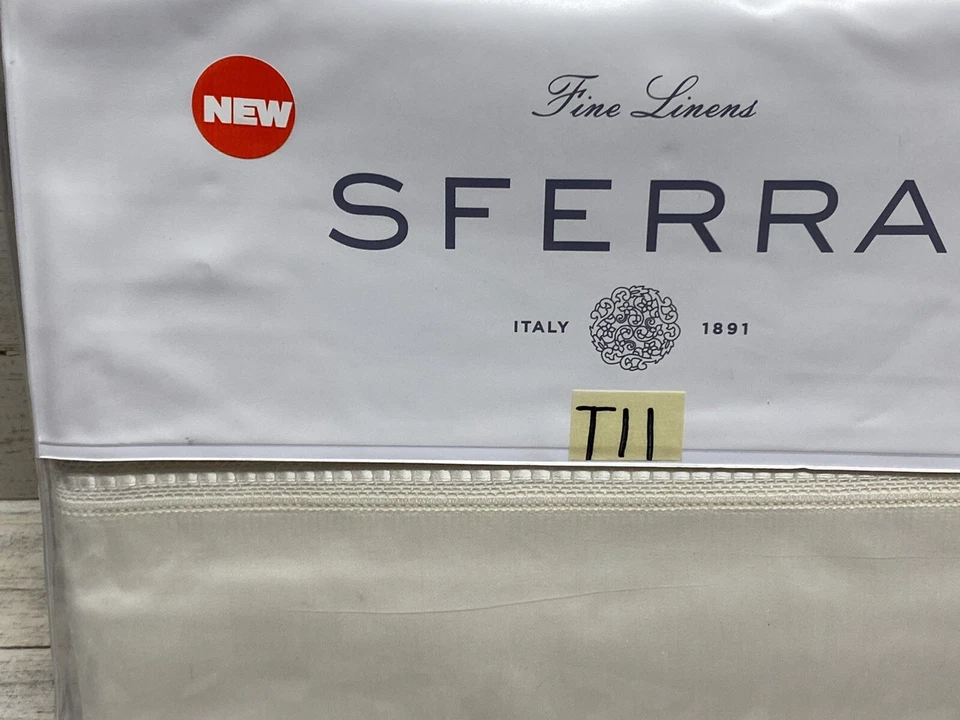 NEW
Fine Linens
SFERRA
ITALY 1891
T11